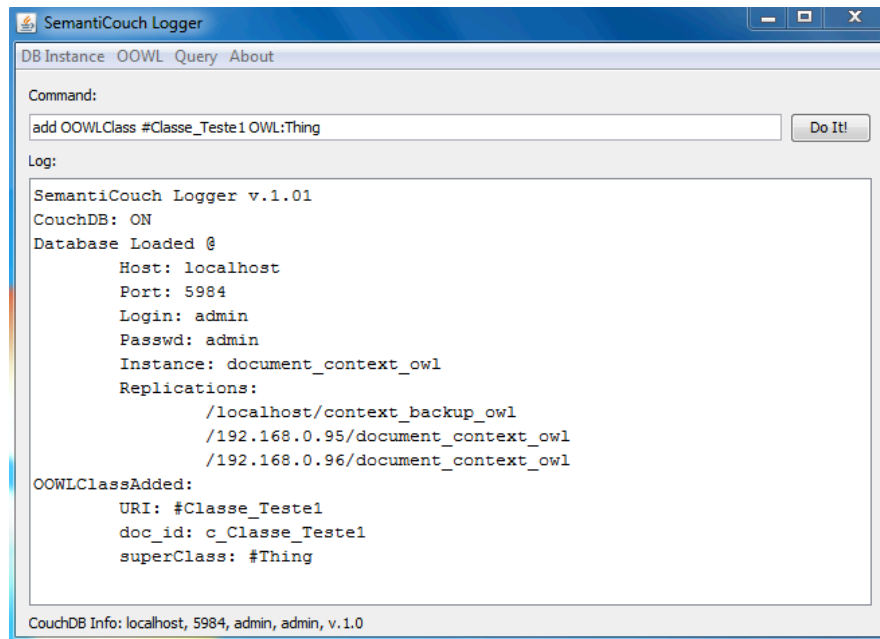 SemantiCouch Logger
DB Instance OOWL Query About
Command:
add OOWLClass #Classe_Teste1 OWL:Thing
Do It!
Log:
SemantiCouch Logger v.1.01
CouchDB: ON
Database Loaded @
Host: localhost
Port: 5984
Login: admin
Passwd: admin
Instance: document_context_owl
Replications:
/localhost/context_backup_owl
/192.168.0.95/document_context_owl
/192.168.0.96/document_context_owl
OOWLClassAdded:
URI: #Classe_Teste1
doc_id: c_Classe_Teste1
superClass: #Thing
CouchDB Info: localhost, 5984, admin, admin, v.1.0